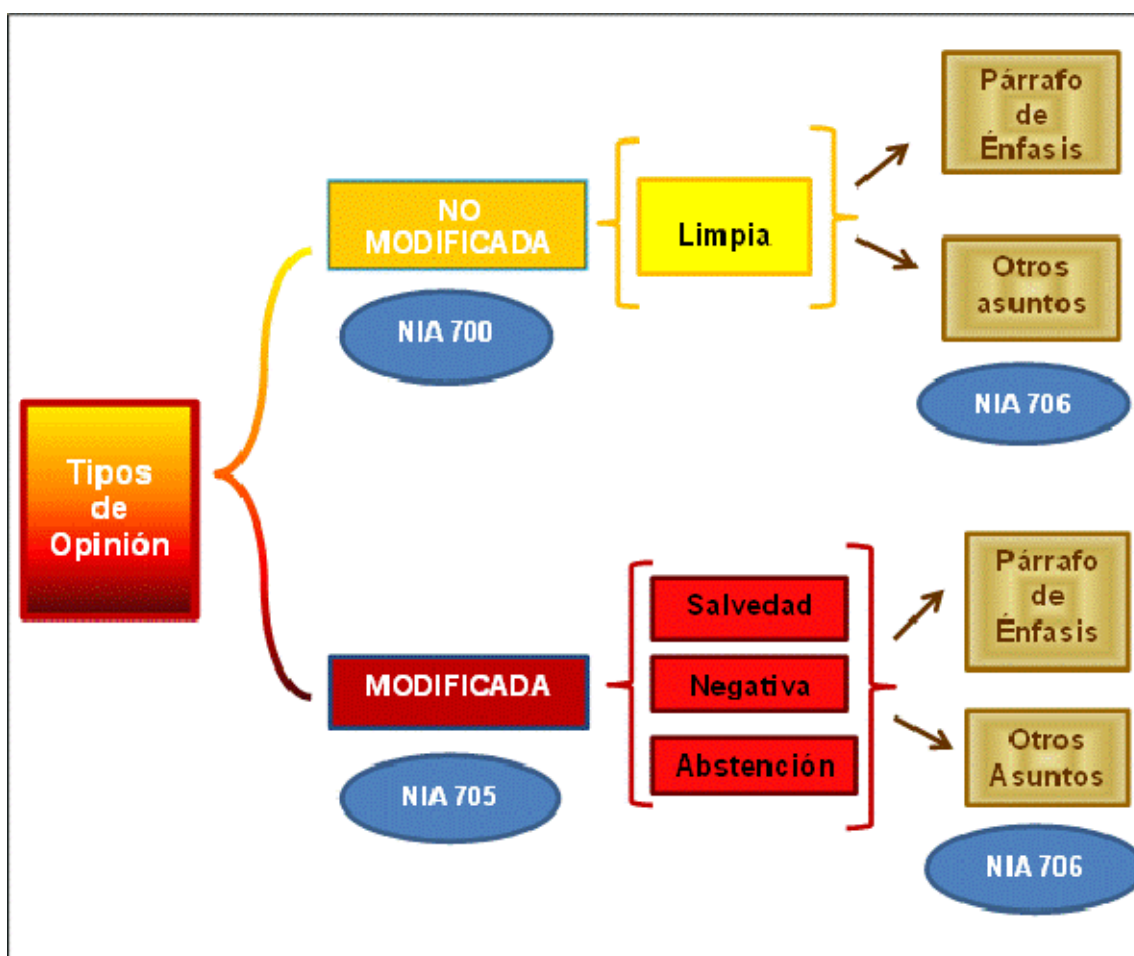 Tipos
de
Opinión
NO
MODIFICADA
NIA 700
Limpia
Párrafo
de
Énfasis
Otros
asuntos
NIA 706
MODIFICADA
NIA 705
Salvedad
Negativa
Abstención
Párrafo
de
Énfasis
Otros
Asuntos
NIA 706